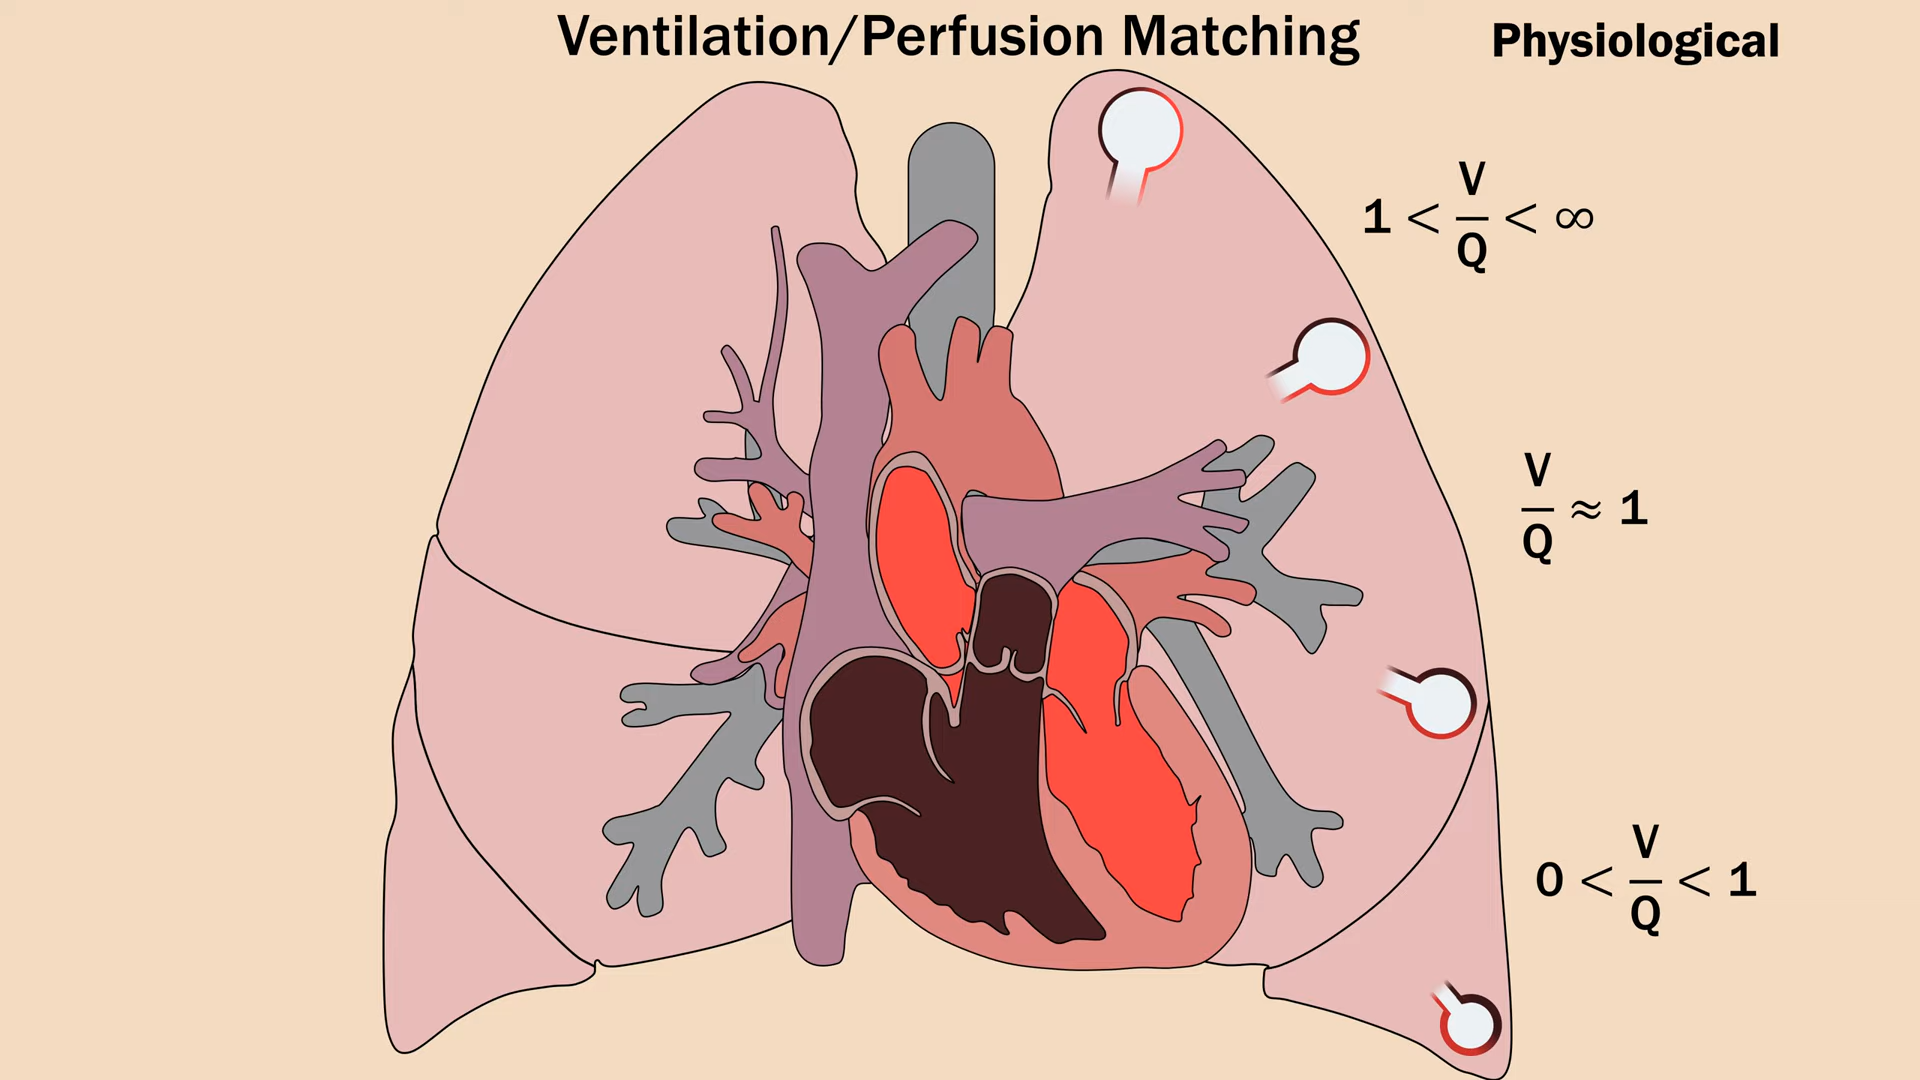 Ventilation/Perfusion Matching
Physiological
1 < V/Q < ∞
V/Q ≈ 1
0 < V/Q < 1